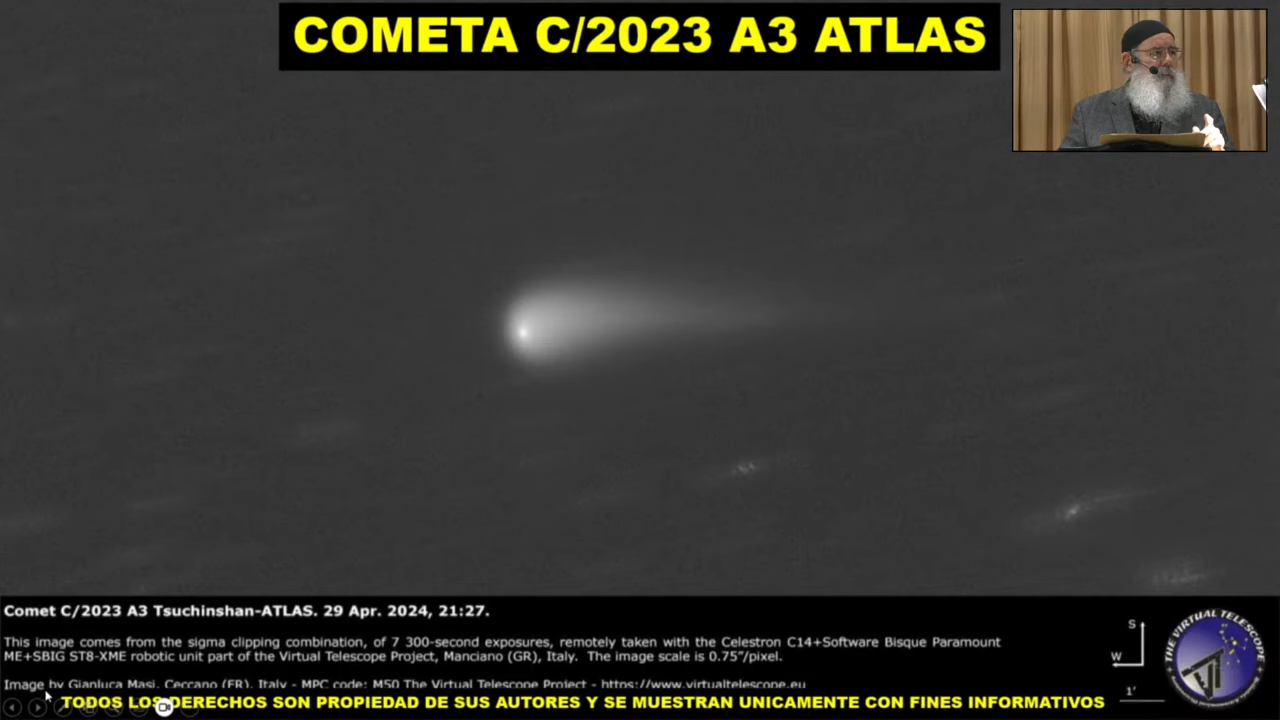 COMETA C/2023 A3 ATLAS
Comet C/2023 A3 Tsuchinshan-ATLAS. 29 Apr. 2024, 21:27.
This image comes from the sigma clipping combination, of 7 300-second exposures, remotely taken with the Celestron C14+Software Bisque Paramount
ME+SBIG ST8-XME robotic unit part of the Virtual Telescope Project, Manciano (GR), Italy. The image scale is 0.75"/pixel.
Image by Gianluca Masi, Ceccano (FR), Italy - MPC code: M50 The Virtual Telescope Project - https://www.virtualtelescope.eu
TODOS LOS DERECHOS SON PROPIEDAD DE SUS AUTORES Y SE MUESTRAN UNICAMENTE CON FINES INFORMATIVOS
S
W
1'
THE VIRTUAL TELESCOPE